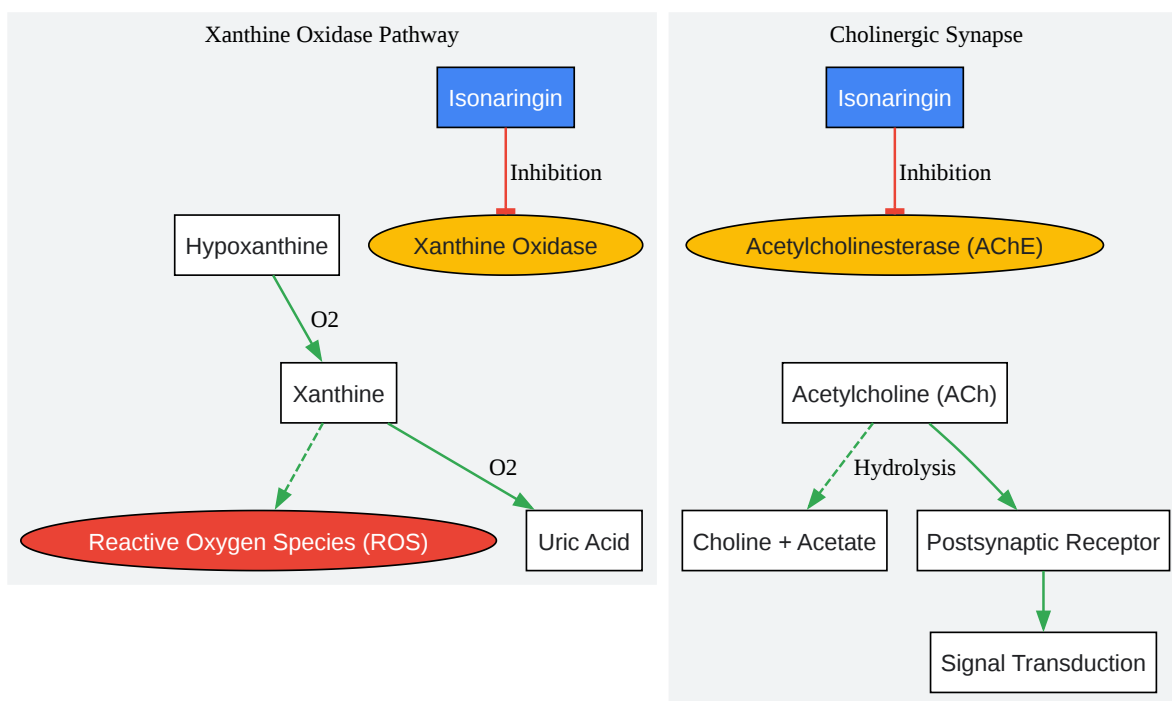 Xanthine Oxidase Pathway
Isonaringin
Inhibition
Hypoxanthine
Xanthine Oxidase
O2
Xanthine
O2
Reactive Oxygen Species (ROS)
Uric Acid
Cholinergic Synapse
Isonaringin
Inhibition
Acetylcholinesterase (AChE)
Acetylcholine (ACh)
Hydrolysis
Choline + Acetate
Postsynaptic Receptor
Signal Transduction